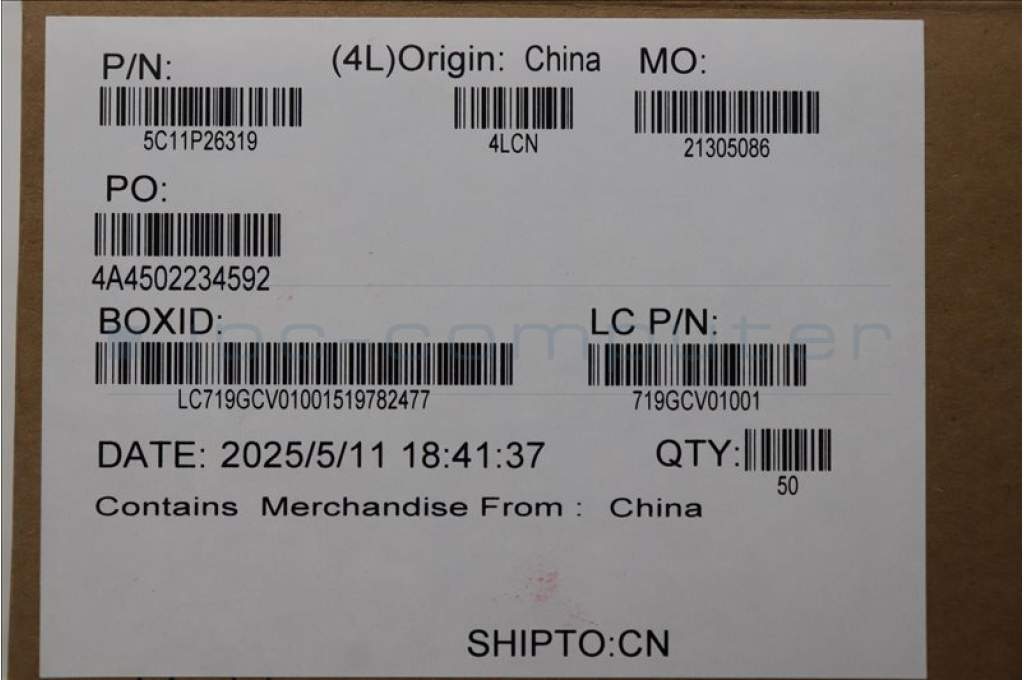 P/N: (4L)Origin: China MO:
5C11P26319 4LCN 21305086
PO:
4A4502234592
BOXID: LC P/N:
LC719GCV01001519782477 719GCV01001
DATE: 2025/5/11 18:41:37 QTY:
50
Contains Merchandise From : China
SHIPTO:CN